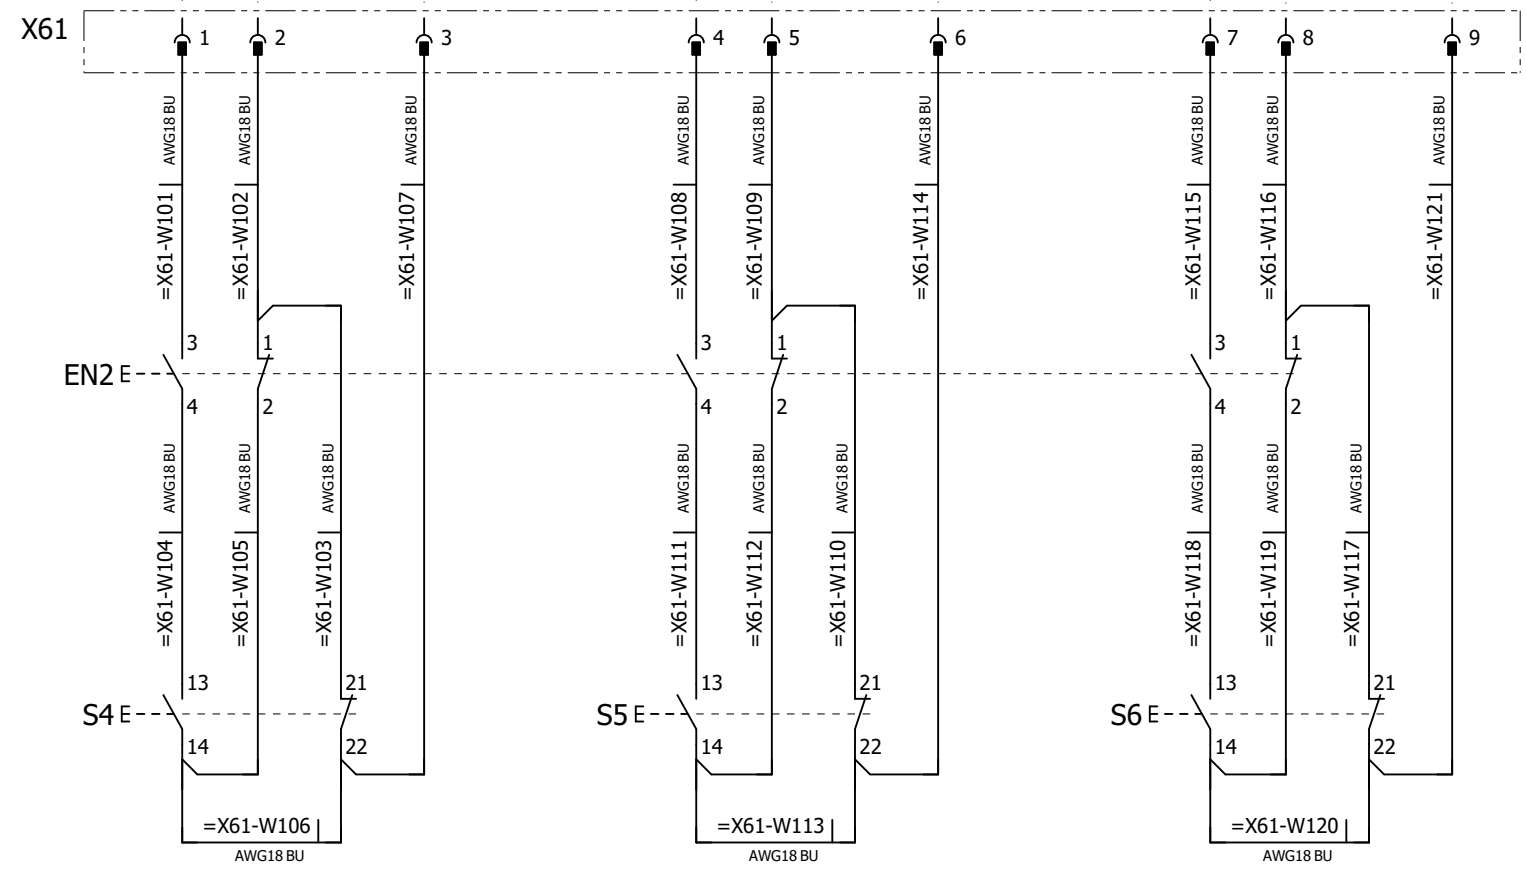 X61
1 2 3 4 5 6 7 8 9
AWG18 BU AWG18 BU AWG18 BU AWG18 BU AWG18 BU AWG18 BU AWG18 BU AWG18 BU AWG18 BU
=X61-W101 =X61-W102 =X61-W107 =X61-W108 =X61-W109 =X61-W114 =X61-W115 =X61-W116 =X61-W121
3 1 3 1 3 1
EN2 E
4 2 4 2 4 2
AWG18 BU AWG18 BU AWG18 BU AWG18 BU AWG18 BU AWG18 BU AWG18 BU AWG18 BU AWG18 BU
=X61-W104 =X61-W105 =X61-W103 =X61-W111 =X61-W112 =X61-W110 =X61-W118 =X61-W119 =X61-W117
13 21 13 21 13 21
S4 E S5 E S6 E
14 22 14 22 14 22
=X61-W106 =X61-W113 =X61-W120
AWG18 BU AWG18 BU AWG18 BU